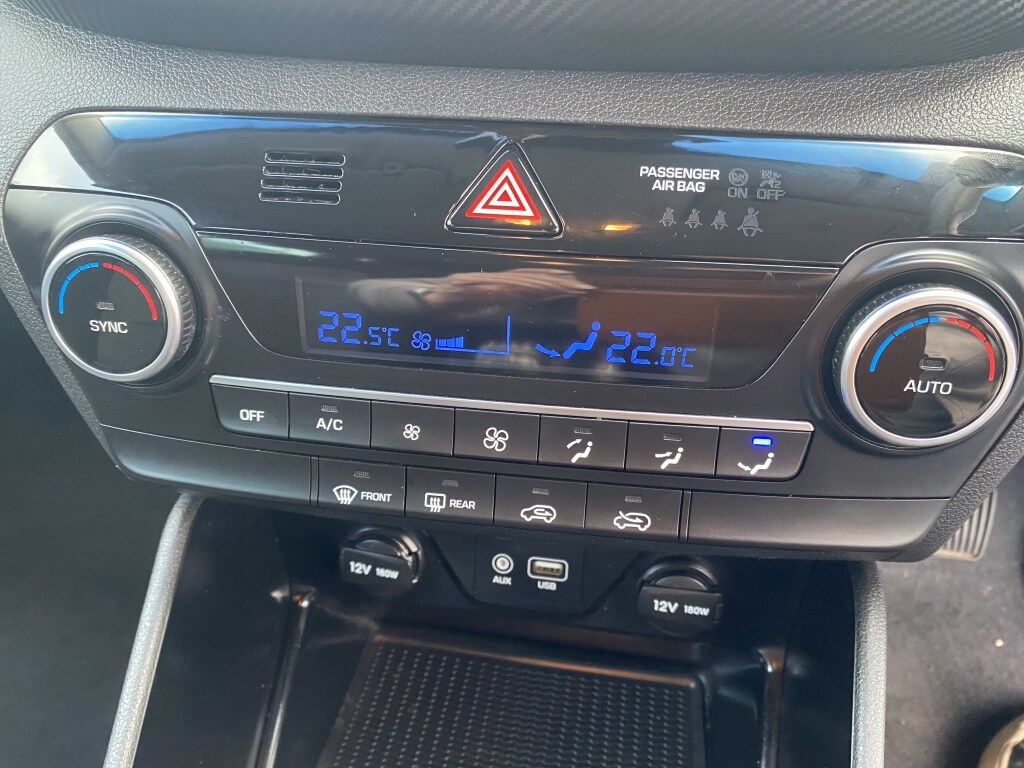 PASSENGER
AIR BAG
ON OFF
SYNC
22.5°C
22.0°C
AUTO
OFF
A/C
FRONT
REAR
12V 180W
AUX
USB
12V 180W